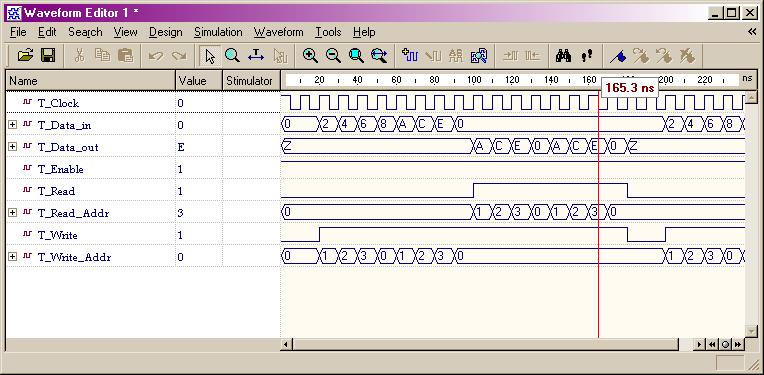 Waveform Editor 1 *
File Edit Search View Design Simulation Waveform Tools Help
Name Value Stimulator 20 40 60 80 100 120 140 160 200 220 ns
165.3 ns
T_Clock 0
T_Data_in 0 0 2 4 6 8 A C E 0 2 4 6 8
T_Data_out E Z A C E 0 A C E 0 Z
T_Enable 1
T_Read 1
T_Read_Addr 3 0 1 2 3 0 1 2 3 0
T_Write 1
T_Write_Addr 0 0 1 2 3 0 1 2 3 0 1 2 3 0